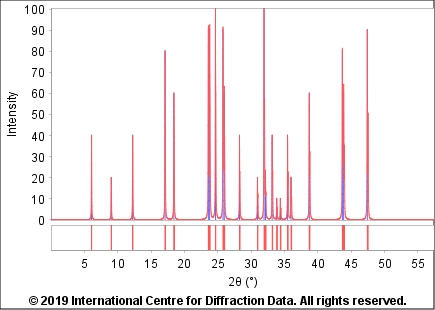 100
90
80
70
60
50
40
30
20
10
0
Intensity
5 10 15 20 25 30 35 40 45 50 55
2θ (°)
© 2019 International Centre for Diffraction Data. All rights reserved.